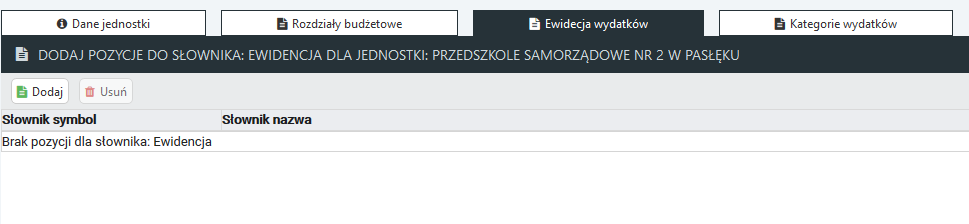 Dane jednostki
Rozdziały budżetowe
Ewidecja wydatków
Kategorie wydatków
DODAJ POZYCJE DO SŁOWNIKA: EWIDENCJA DLA JEDNOSTKI: PRZEDSZKOLE SAMORZĄDOWE NR 2 W PASŁĘKU
Dodaj
Usuń
Słownik symbol
Słownik nazwa
Brak pozycji dla słownika: Ewidencja